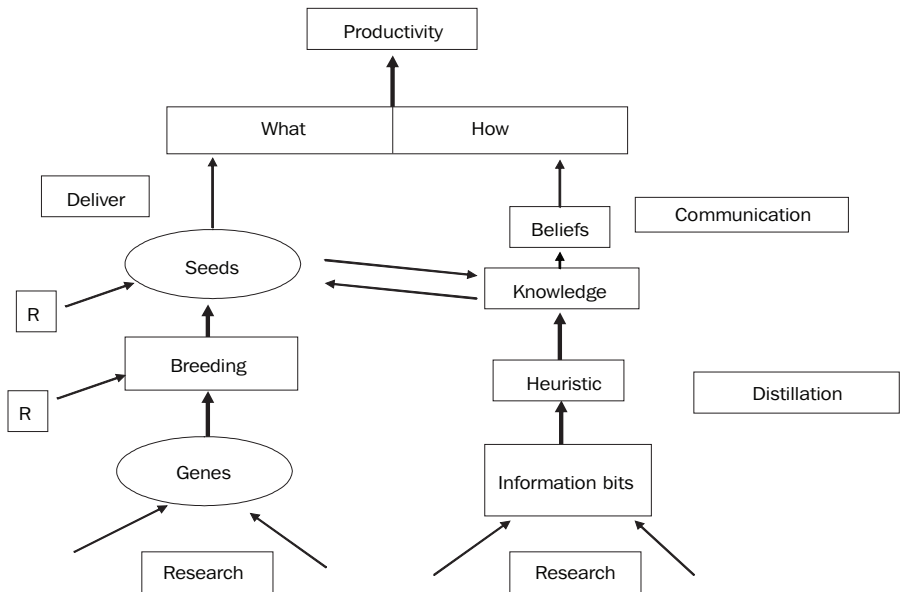 Productivity
What
How
Deliver
Communication
Beliefs
Seeds
Knowledge
R
Breeding
Heuristic
Distillation
R
Genes
Information bits
Research
Research